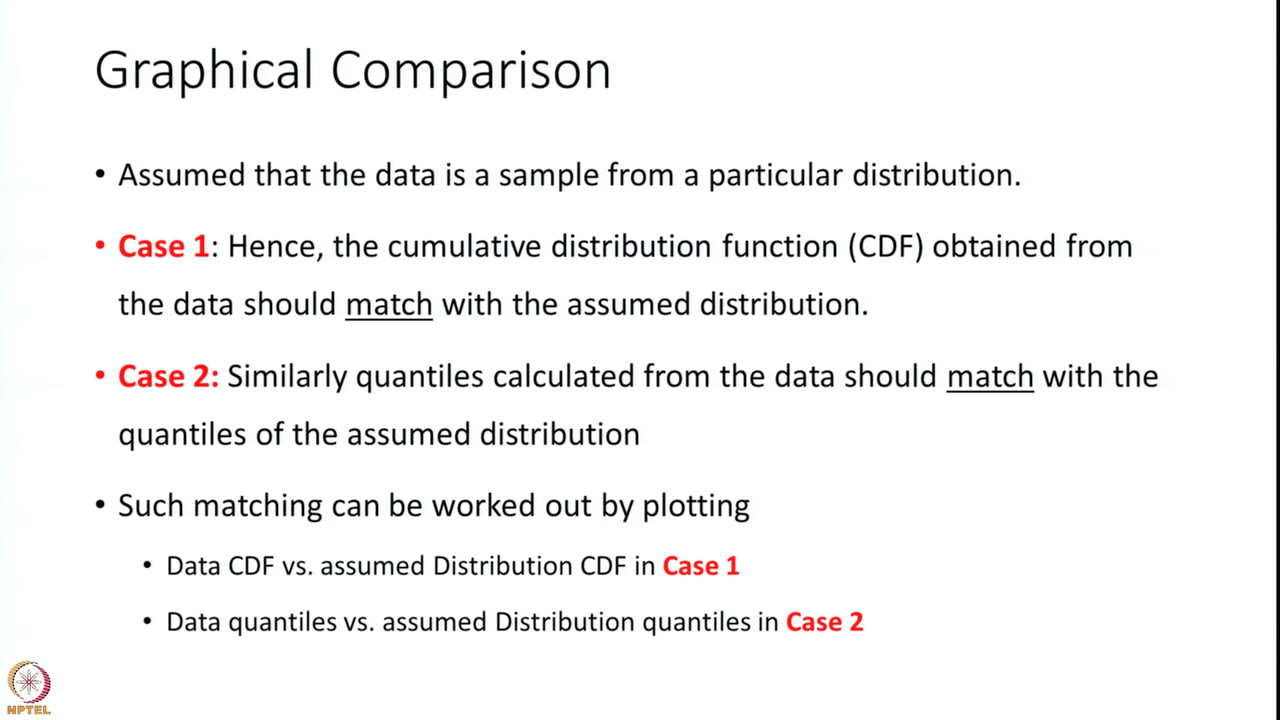 Graphical Comparison
• Assumed that the data is a sample from a particular distribution.
• Case 1: Hence, the cumulative distribution function (CDF) obtained from
the data should match with the assumed distribution.
• Case 2: Similarly quantiles calculated from the data should match with the
quantiles of the assumed distribution
• Such matching can be worked out by plotting
• Data CDF vs. assumed Distribution CDF in Case 1
• Data quantiles vs. assumed Distribution quantiles in Case 2
NPTEL